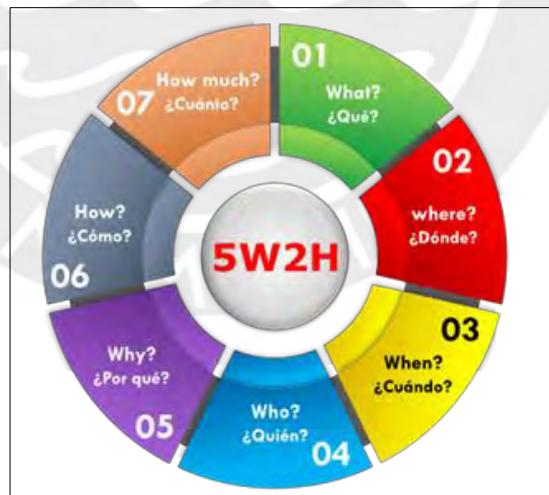 01
What?
¿Qué?
02
where?
¿Dónde?
03
When?
¿Cuándo?
Who?
¿Quién?
04
Why?
¿Por qué?
05
How?
¿Cómo?
06
How much?
¿Cuánto?
07
5W2H